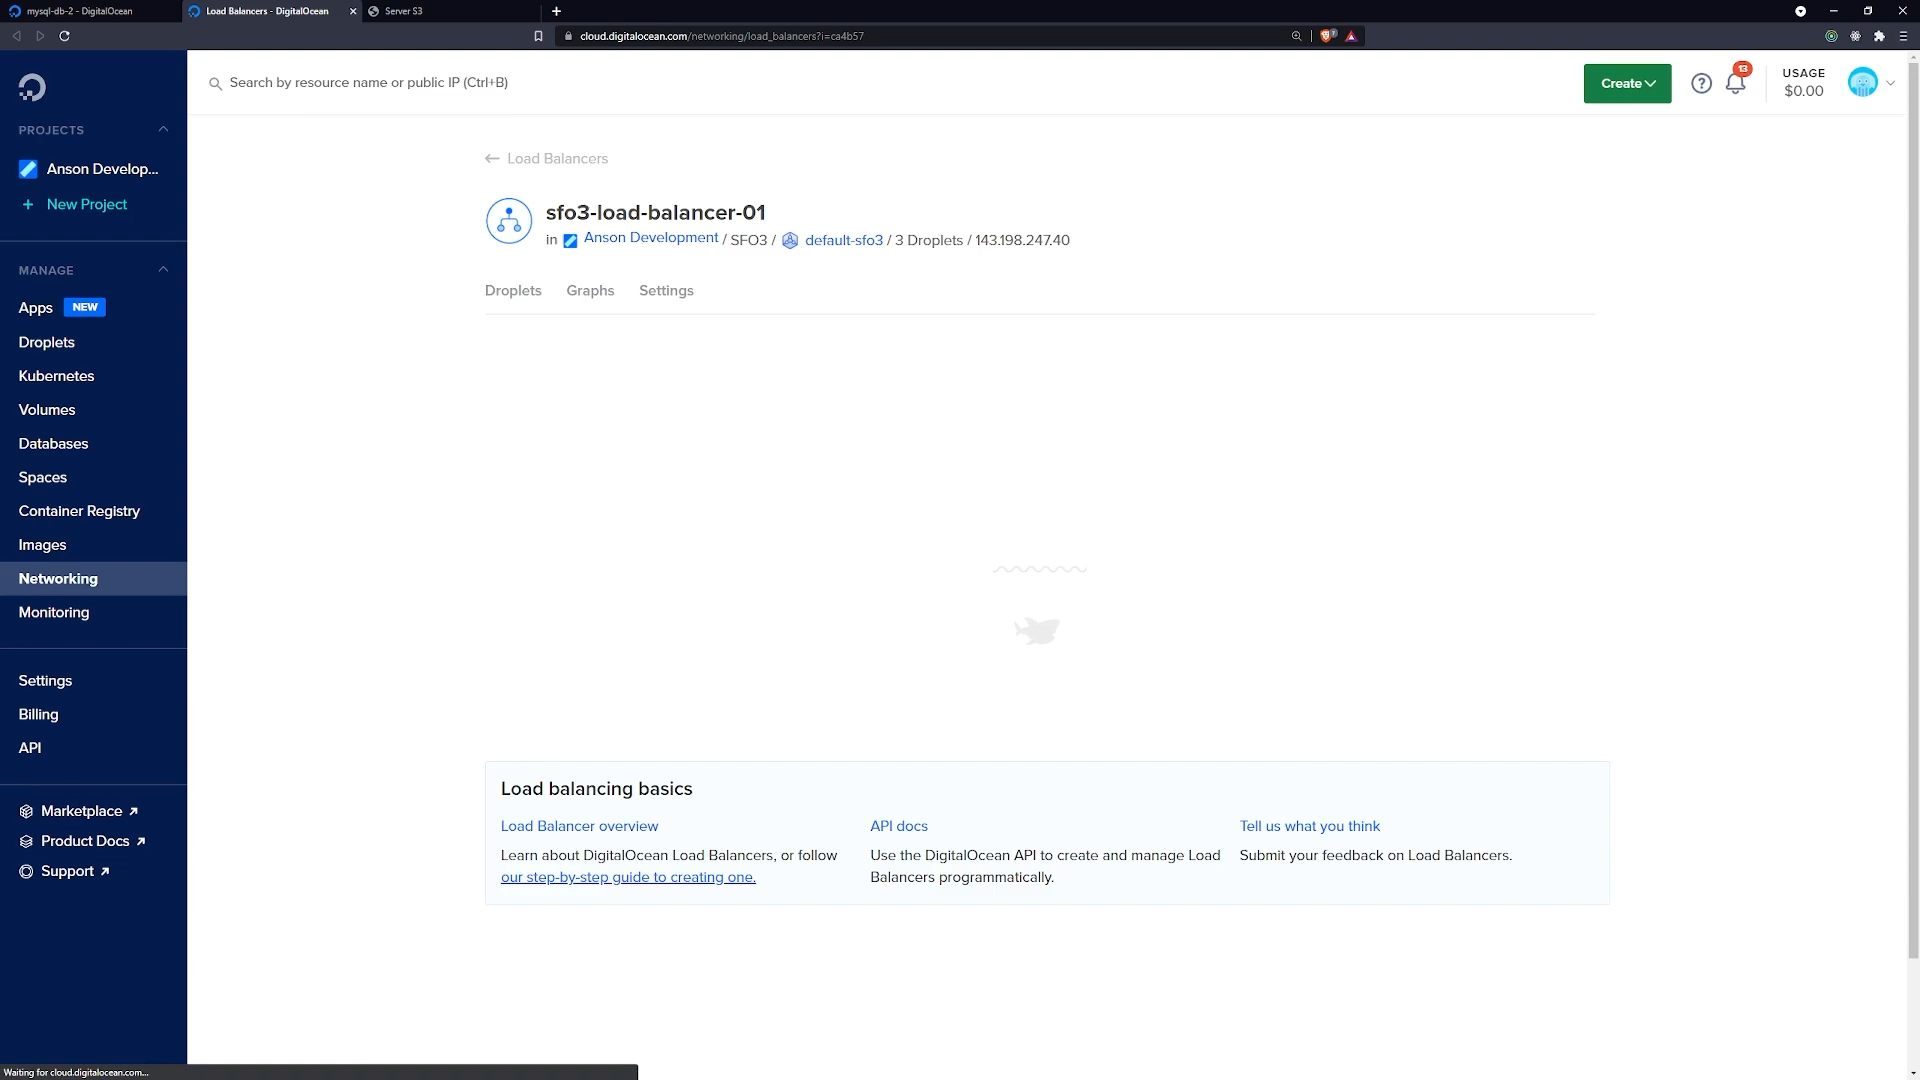 mysql-db-2 - DigitalOcean
Load Balancers - DigitalOcean
Server S3
cloud.digitalocean.com/networking/load_balancers?i=ca4b57
Search by resource name or public IP (Ctrl+B)
Create
13
USAGE
$0.00
PROJECTS
Anson Develop...
+ New Project
MANAGE
Apps NEW
Droplets
Kubernetes
Volumes
Databases
Spaces
Container Registry
Images
Networking
Monitoring
Settings
Billing
API
Marketplace
Product Docs
Support
← Load Balancers
sfo3-load-balancer-01
in Anson Development / SFO3 / default-sfo3 / 3 Droplets / 143.198.247.40
Droplets Graphs Settings
Load balancing basics
Load Balancer overview
Learn about DigitalOcean Load Balancers, or follow
our step-by-step guide to creating one.
API docs
Use the DigitalOcean API to create and manage Load
Balancers programmatically.
Tell us what you think
Submit your feedback on Load Balancers.
Waiting for cloud.digitalocean.com...